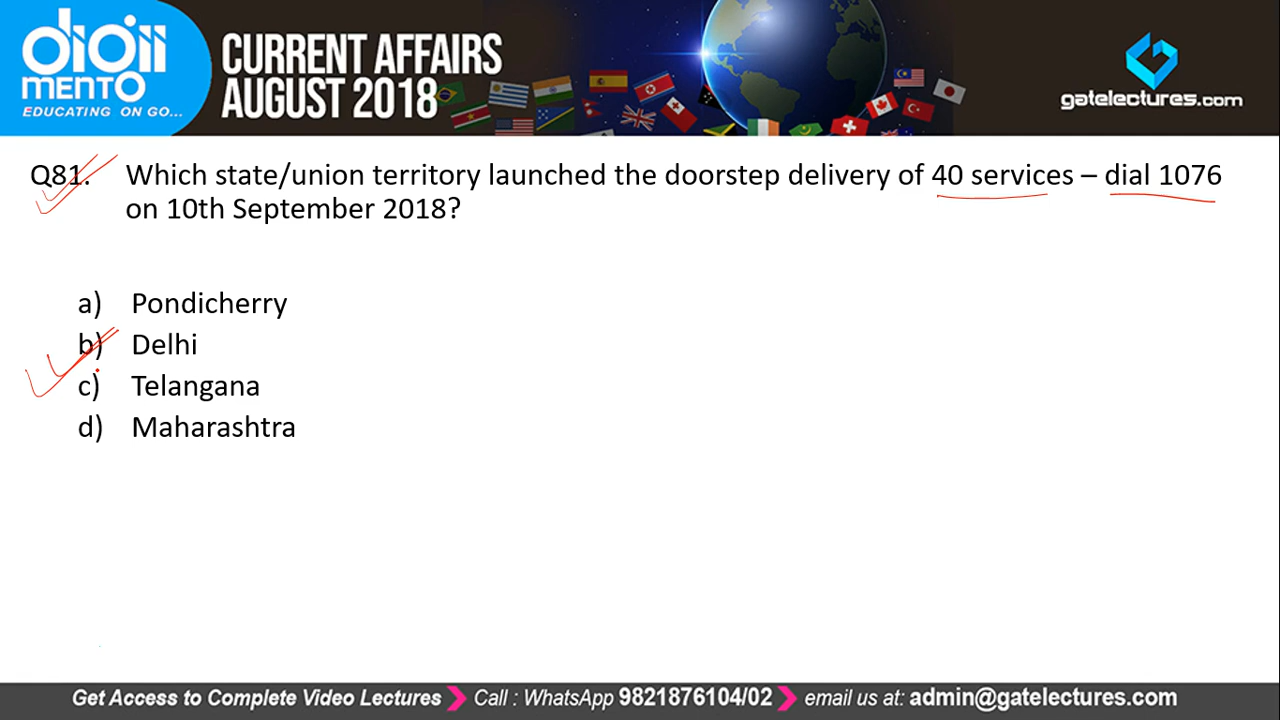 diGii
MENTO
EDUCATING ON GO...
CURRENT AFFAIRS
AUGUST 2018
gatelectures.com
Q81. Which state/union territory launched the doorstep delivery of 40 services – dial 1076
on 10th September 2018?
a) Pondicherry
b) Delhi
c) Telangana
d) Maharashtra
Get Access to Complete Video Lectures Call : WhatsApp 9821876104/02 email us at: admin@gatelectures.com